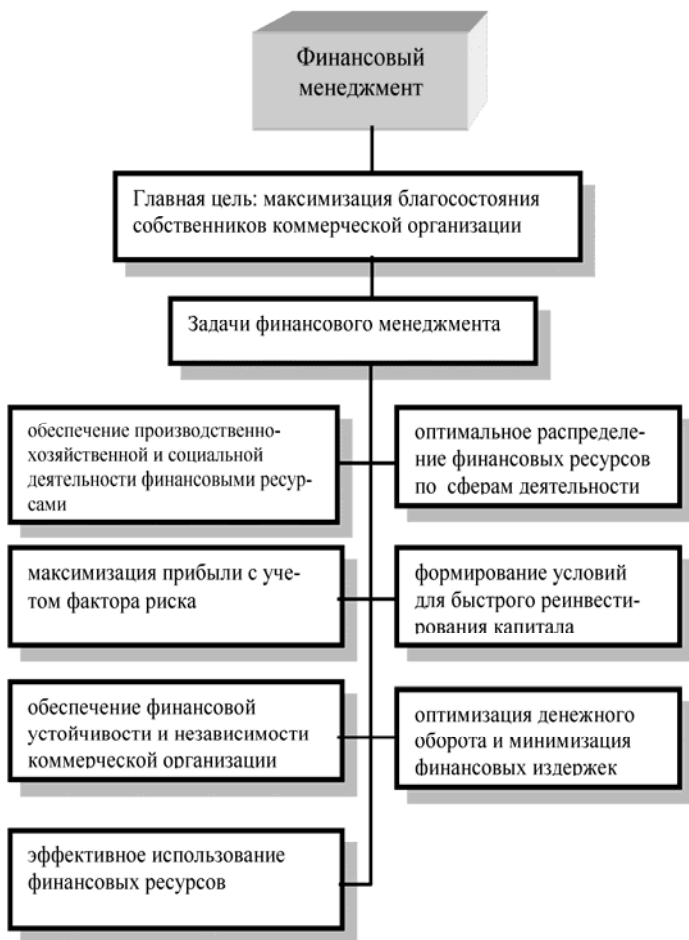 Финансовый
менеджмент
Главная цель: максимизация благосостояния
собственников коммерческой организации
Задачи финансового менеджмента
обеспечение производственно-
хозяйственной и социальной
деятельности финансовыми ресур-
сами
оптимальное распределе-
ние финансовых ресурсов
по сферам деятельности
максимизация прибыли с уче-
том фактора риска
формирование условий
для быстрого реинвести-
рования капитала
обеспечение финансовой
устойчивости и независимости
коммерческой организации
оптимизация денежного
оборота и минимизация
финансовых издержек
эффективное использование
финансовых ресурсов